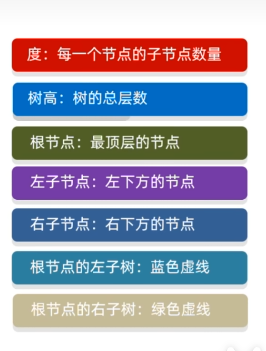 度：每一个节点的子节点数量
树高：树的总层数
根节点：最顶层的节点
左子节点：左下方的节点
右子节点：右下方的节点
根节点的左子树：蓝色虚线
根节点的右子树：绿色虚线